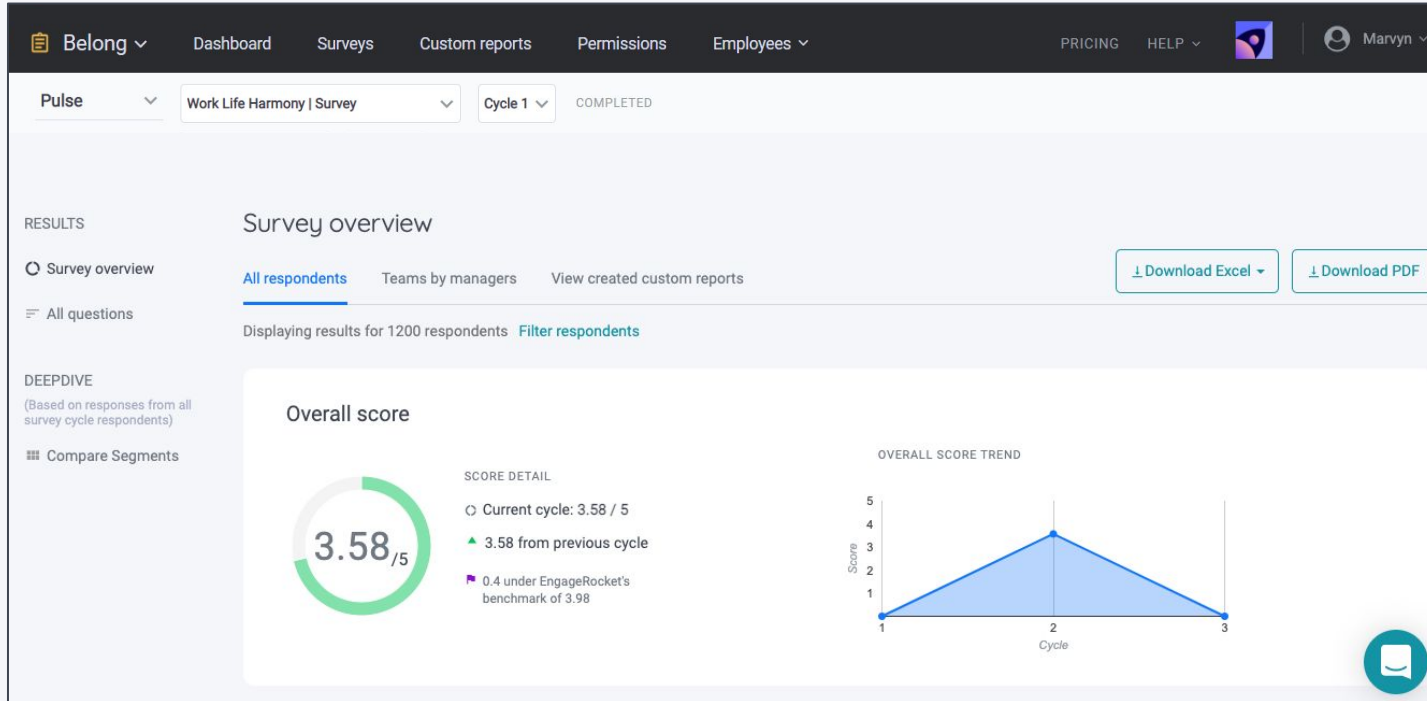 Belong
Dashboard
Surveys
Custom reports
Permissions
Employees
PRICING
HELP
Marvyn
Pulse
Work Life Harmony | Survey
Cycle 1
COMPLETED
RESULTS
Survey overview
All questions
DEEPDIVE
(Based on responses from all
survey cycle respondents)
Compare Segments
Survey overview
All respondents
Teams by managers
View created custom reports
Download Excel
Download PDF
Displaying results for 1200 respondents Filter respondents
Overall score
3.58/5
SCORE DETAIL
Current cycle: 3.58 / 5
3.58 from previous cycle
0.4 under EngageRocket's
benchmark of 3.98
OVERALL SCORE TREND
Score
5
4
3
2
1
1
2
3
Cycle